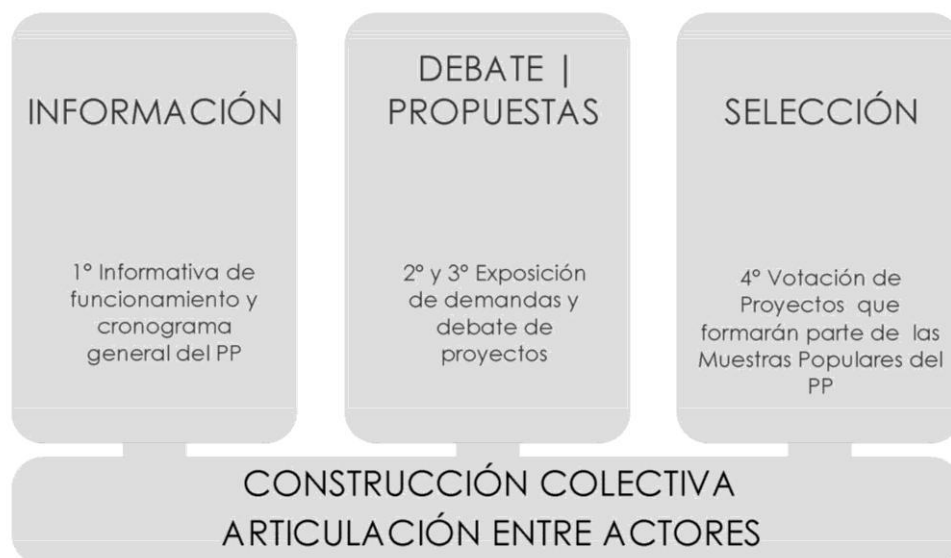 INFORMACIÓN
1° Informativa de
funcionamiento y
cronograma
general del PP
DEBATE |
PROPUESTAS
2° y 3° Exposición
de demandas y
debate de
proyectos
SELECCIÓN
4° Votación de
Proyectos que
formarán parte de las
Muestras Populares del
PP
CONSTRUCCIÓN COLECTIVA
ARTICULACIÓN ENTRE ACTORES